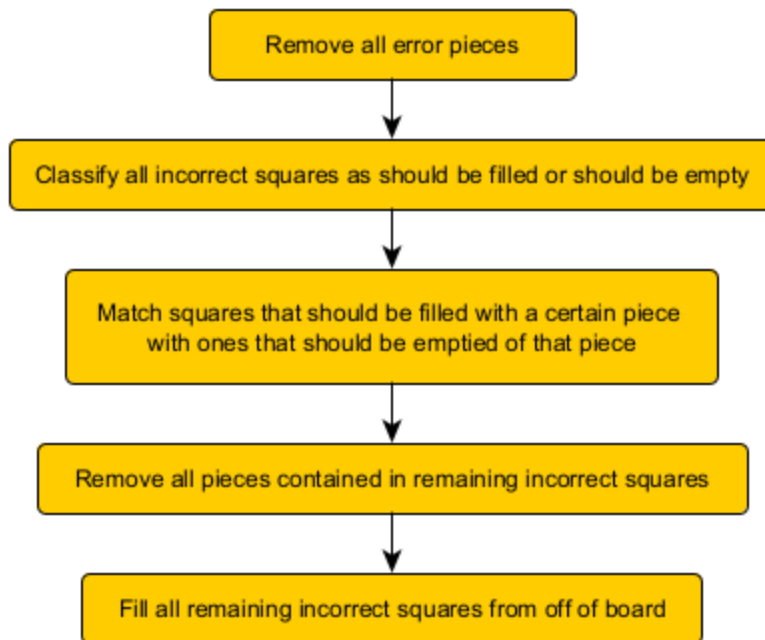 Remove all error pieces
Classify all incorrect squares as should be filled or should be empty
Match squares that should be filled with a certain piece
with ones that should be emptied of that piece
Remove all pieces contained in remaining incorrect squares
Fill all remaining incorrect squares from off of board